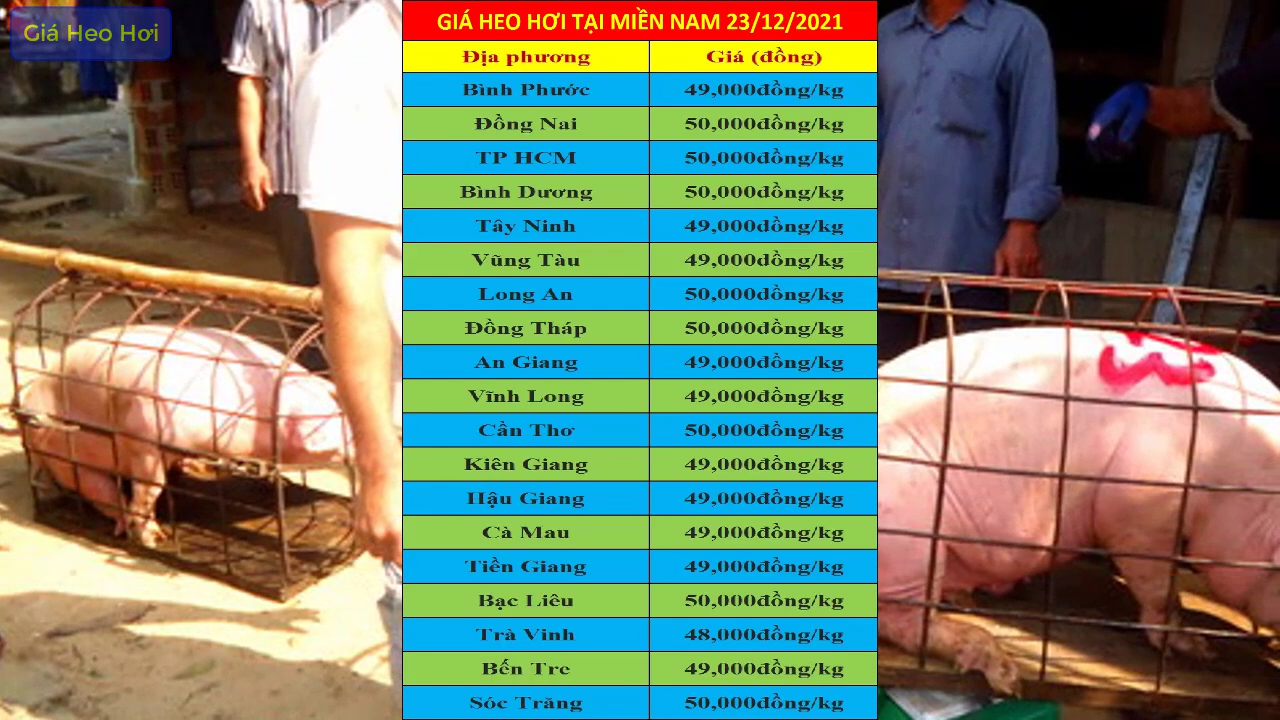 Giá Heo Hơi
GIÁ HEO HƠI TẠI MIỀN NAM 23/12/2021
Địa phương Giá (đồng)
Bình Phước 49,000đồng/kg
Đồng Nai 50,000đồng/kg
TP HCM 50,000đồng/kg
Bình Dương 50,000đồng/kg
Tây Ninh 49,000đồng/kg
Vũng Tàu 49,000đồng/kg
Long An 50,000đồng/kg
Đồng Tháp 50,000đồng/kg
An Giang 49,000đồng/kg
Vĩnh Long 49,000đồng/kg
Cần Thơ 50,000đồng/kg
Kiên Giang 49,000đồng/kg
Hậu Giang 49,000đồng/kg
Cà Mau 49,000đồng/kg
Tiền Giang 49,000đồng/kg
Bạc Liêu 50,000đồng/kg
Trà Vinh 48,000đồng/kg
Bến Tre 49,000đồng/kg
Sóc Trăng 50,000đồng/kg